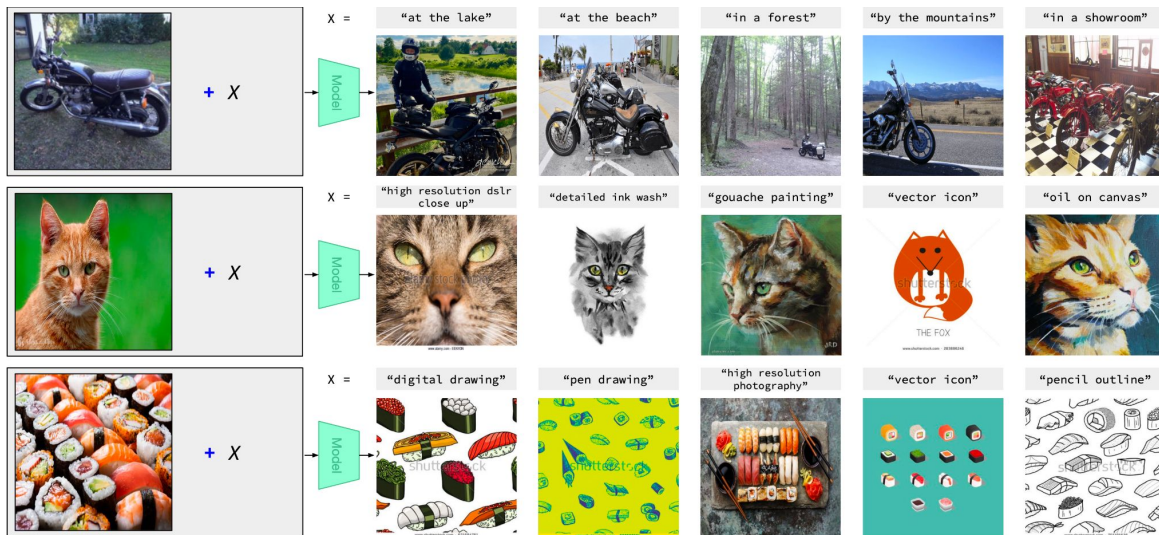 X = "at the lake" "at the beach" "in a forest" "by the mountains" "in a showroom"
+ X
Model
X = "high resolution dslr close up" "detailed ink wash" "gouache painting" "vector icon" "oil on canvas"
+ X
Model
shutterstock
THE FOX
X = "digital drawing" "pen drawing" "high resolution photography" "vector icon" "pencil outline"
+ X
Model
shutterstock
shutterstock
shutterstock
shutterstock